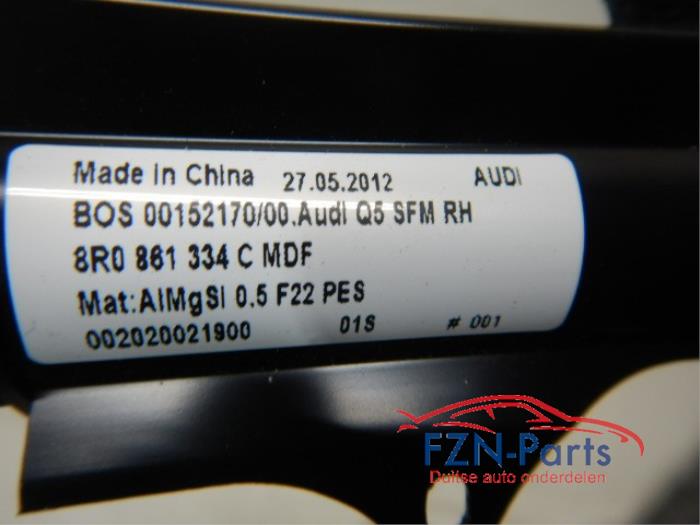 Made in China 27.05.2012 AUDI
BOS 00152170/00.Audi Q5 SFM RH
8R0 861 334 C MDF
Mat:AlMgSI 0.5 F22 PES
002020021900 01S # 001
FZN-Parts
Duitse auto onderdelen